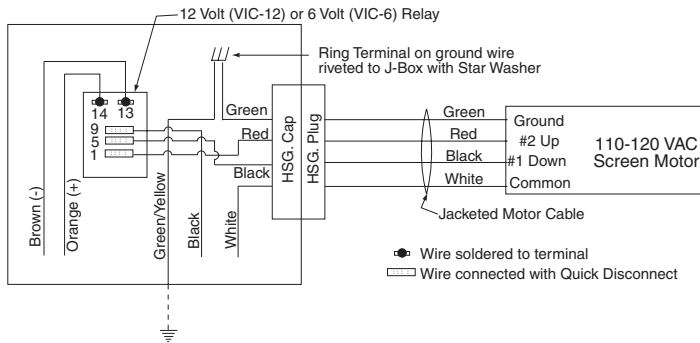 12 Volt (VIC-12) or 6 Volt (VIC-6) Relay
Ring Terminal on ground wire
riveted to J-Box with Star Washer
14 13
9
5
1
Brown (-)
Orange (+)
Green/Yellow
Black
White
Green
Red
Black
HSG. Cap
HSG. Plug
Green
Red
Black
White
Ground
#2 Up
#1 Down
Common
110-120 VAC
Screen Motor
Jacketed Motor Cable
Wire soldered to terminal
Wire connected with Quick Disconnect